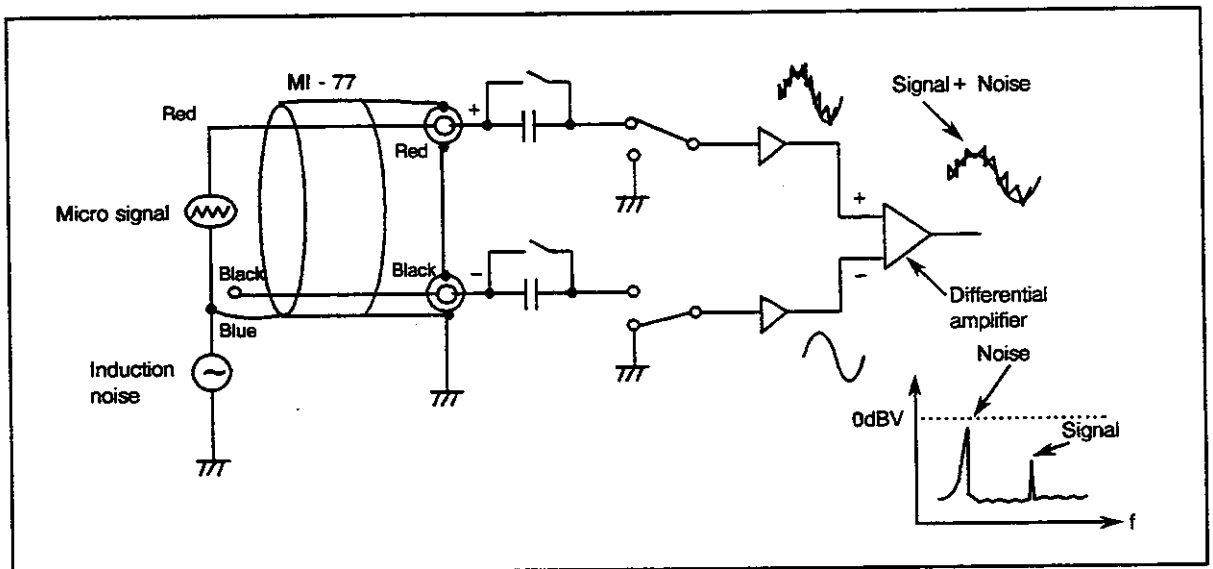 MI - 77
Red
+
Red
Signal + Noise
Micro signal
+
Black
Black
−
−
Blue
Differential
amplifier
Induction
noise
~
Noise
0dBV
Signal
f